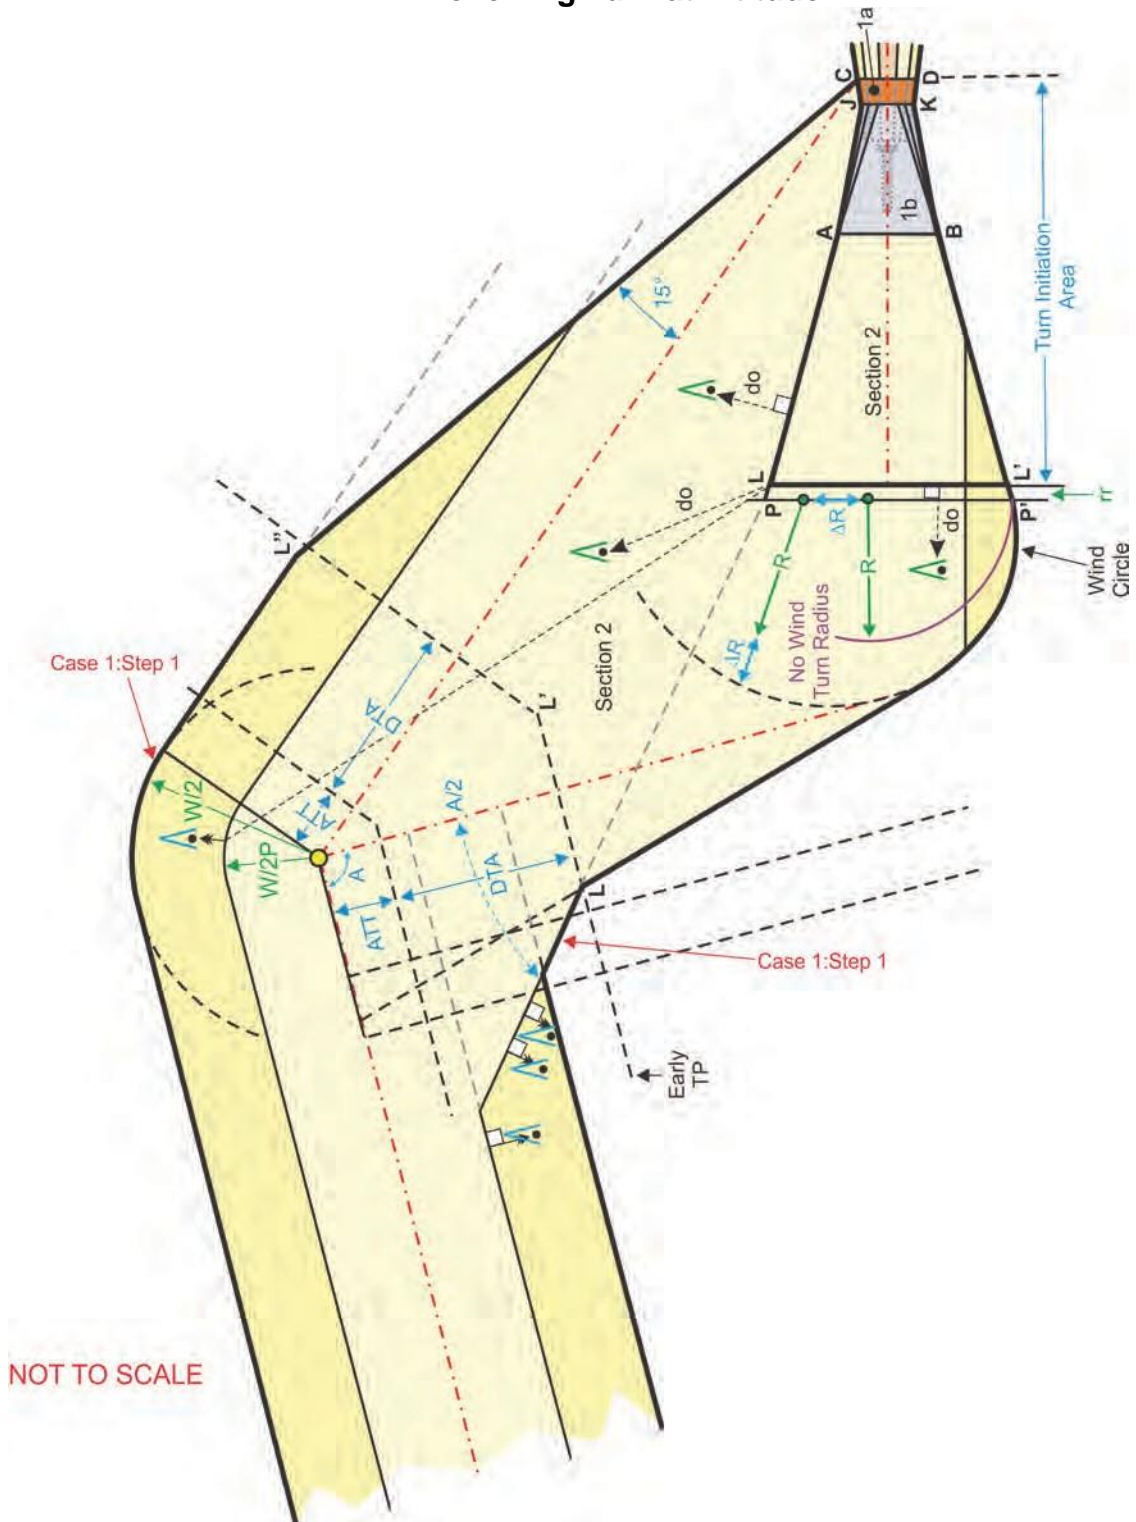 1a
C
D
J
K
1b
A
B
15°
Turn Initiation
Area
Section 2
do
L
L'
P
P'
do
do
rr
ΔR
R
R
ΔR
No Wind
Turn Radius
Wind
Circle
L''
Case 1:Step 1
W/2
W/2P
DTA
ATT
L'
Section 2
A
A/2
ATT
DTA
L
Case 1:Step 1
Early
TP
NOT TO SCALE